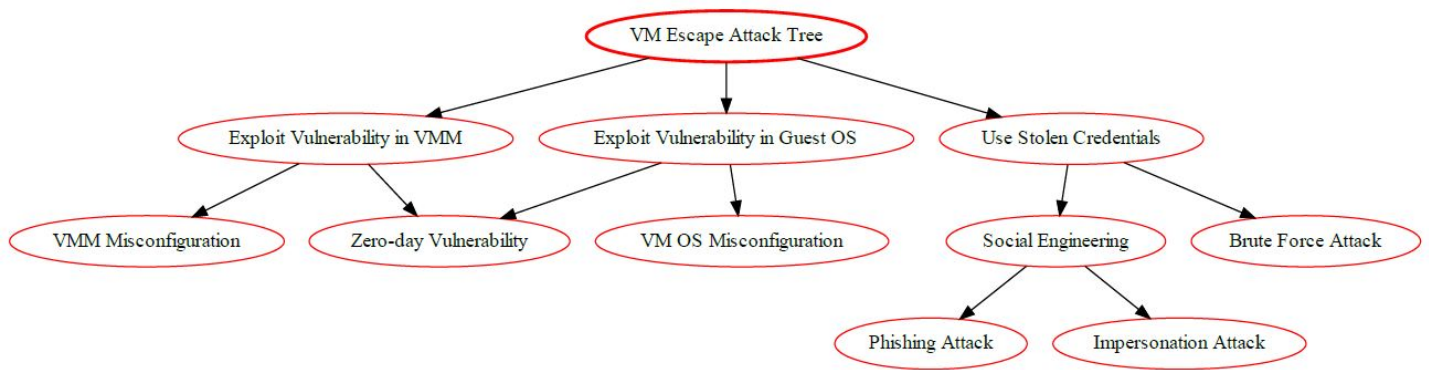 VM Escape Attack Tree
Exploit Vulnerability in VMM
Exploit Vulnerability in Guest OS
Use Stolen Credentials
VMM Misconfiguration
Zero-day Vulnerability
VM OS Misconfiguration
Social Engineering
Brute Force Attack
Phishing Attack
Impersonation Attack